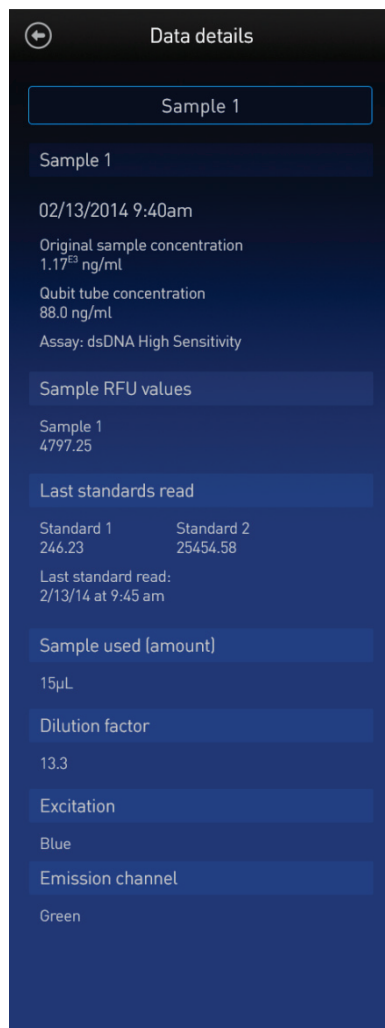 Data details
Sample 1
Sample 1
02/13/2014 9:40am
Original sample concentration
1.17E3 ng/ml
Qubit tube concentration
88.0 ng/ml
Assay: dsDNA High Sensitivity
Sample RFU values
Sample 1
4797.25
Last standards read
Standard 1 Standard 2
246.23 25454.58
Last standard read:
2/13/14 at 9:45 am
Sample used (amount)
15µL
Dilution factor
13.3
Excitation
Blue
Emission channel
Green